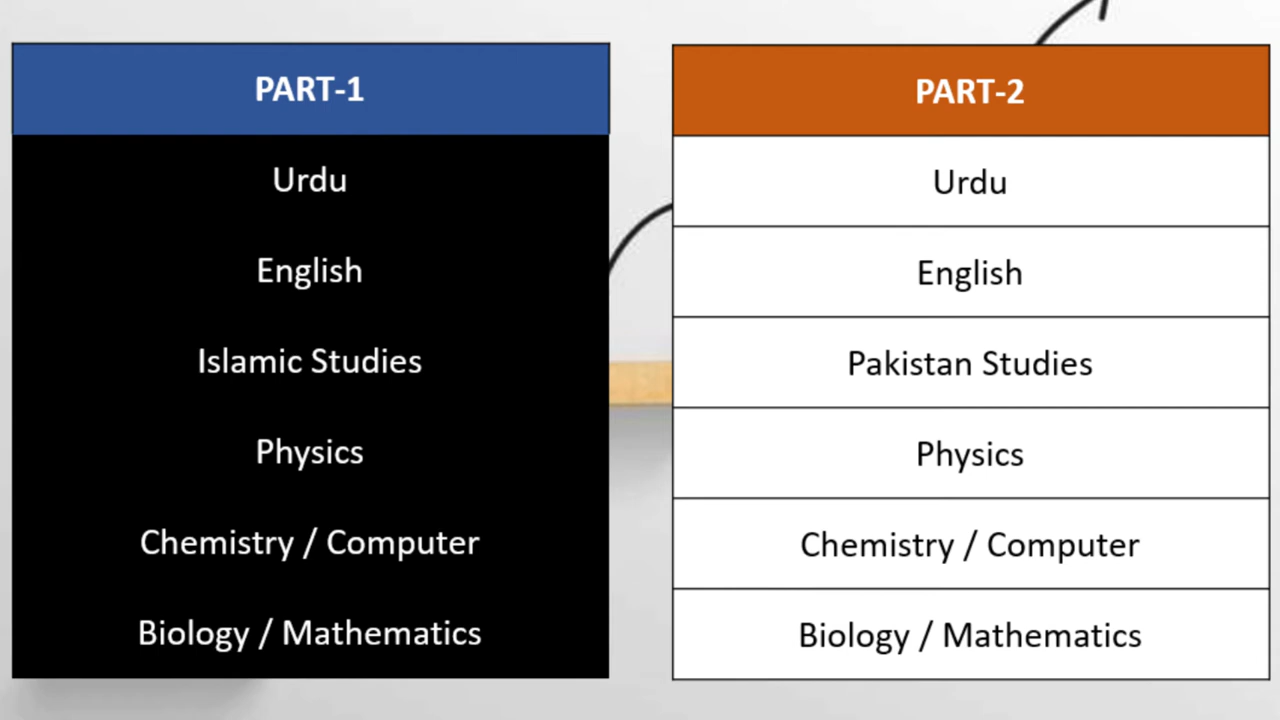 PART-1
Urdu
English
Islamic Studies
Physics
Chemistry / Computer
Biology / Mathematics
PART-2
Urdu
English
Pakistan Studies
Physics
Chemistry / Computer
Biology / Mathematics